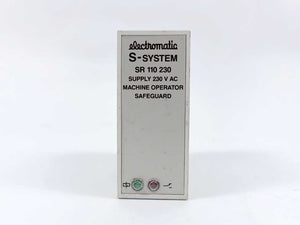 electromatic
S-SYSTEM
SR 110 230
SUPPLY 230 V AC
MACHINE OPERATOR
SAFEGUARD